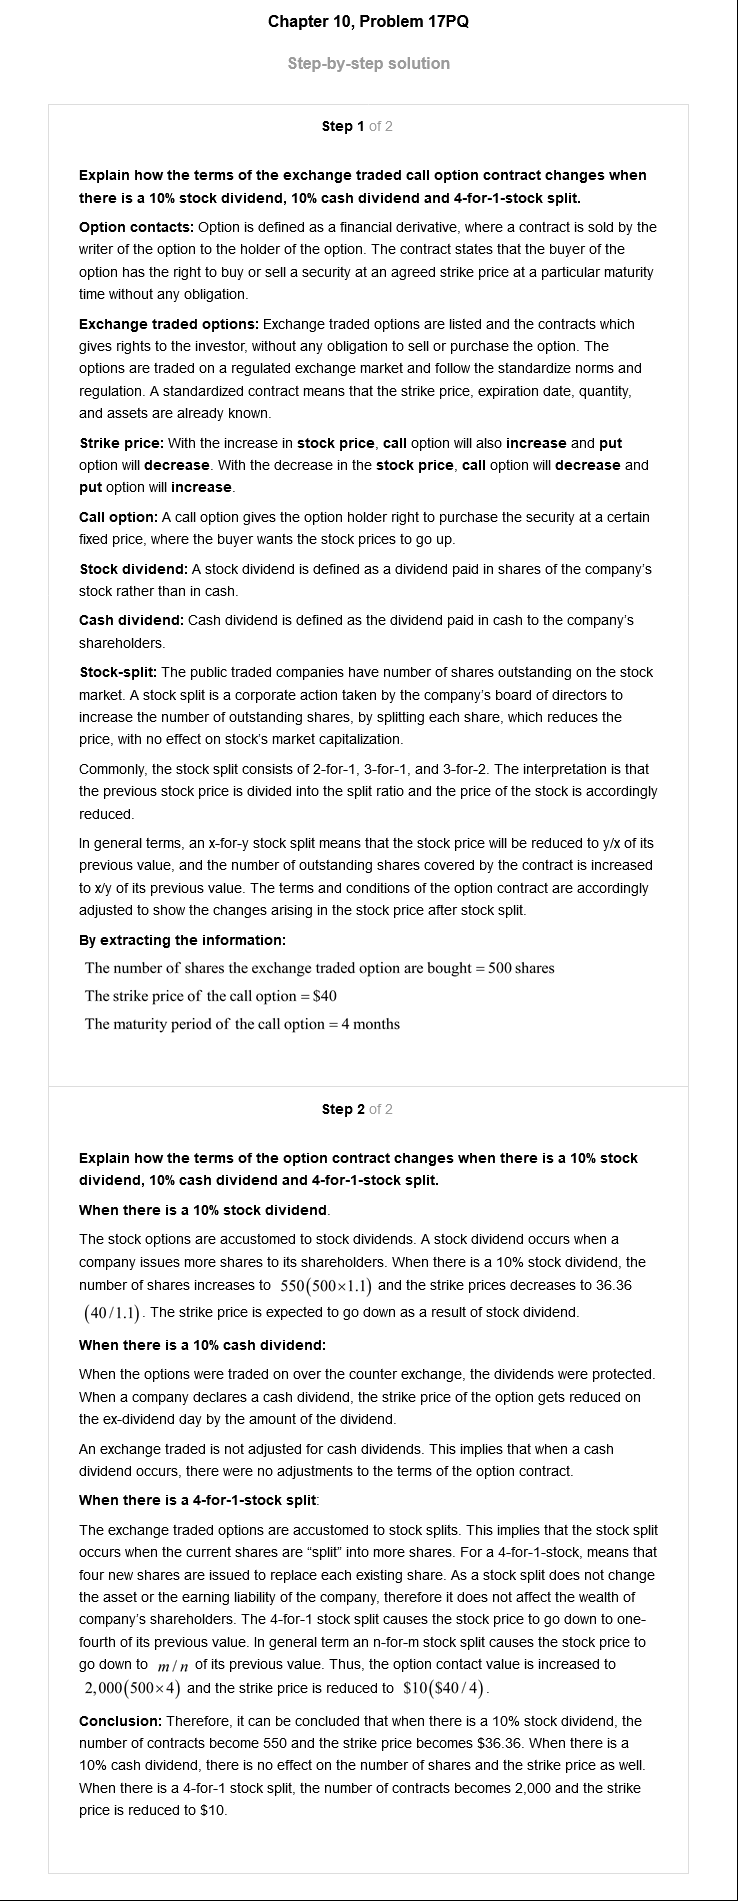 Chapter 10, Problem 17PQ
Step-by-step solution
Step 1 of 2
Explain how the terms of the exchange traded call option contract changes when
there is a 10% stock dividend, 10% cash dividend and 4-for-1-stock split.
Option contacts: Option is defined as a financial derivative, where a contract is sold by the
writer of the option to the holder of the option. The contract states that the buyer of the
option has the right to buy or sell a security at an agreed strike price at a particular maturity
time without any obligation.
Exchange traded options: Exchange traded options are listed and the contracts which
gives rights to the investor, without any obligation to sell or purchase the option. The
options are traded on a regulated exchange market and follow the standardize norms and
regulation. A standardized contract means that the strike price, expiration date, quantity,
and assets are already known.
Strike price: With the increase in stock price, call option will also increase and put
option will decrease. With the decrease in the stock price, call option will decrease and
put option will increase.
Call option: A call option gives the option holder right to purchase the security at a certain
fixed price, where the buyer wants the stock prices to go up.
Stock dividend: A stock dividend is defined as a dividend paid in shares of the company's
stock rather than in cash.
Cash dividend: Cash dividend is defined as the dividend paid in cash to the company's
shareholders.
Stock-split: The public traded companies have number of shares outstanding on the stock
market. A stock split is a corporate action taken by the company's board of directors to
increase the number of outstanding shares, by splitting each share, which reduces the
price, with no effect on stock's market capitalization.
Commonly, the stock split consists of 2-for-1, 3-for-1, and 3-for-2. The interpretation is that
the previous stock price is divided into the split ratio and the price of the stock is accordingly
reduced.
In general terms, an x-for-y stock split means that the stock price will be reduced to y/x of its
previous value, and the number of outstanding shares covered by the contract is increased
to x/y of its previous value. The terms and conditions of the option contract are accordingly
adjusted to show the changes arising in the stock price after stock split.
By extracting the information:
The number of shares the exchange traded option are bought = 500 shares
The strike price of the call option = $40
The maturity period of the call option = 4 months
Step 2 of 2
Explain how the terms of the option contract changes when there is a 10% stock
dividend, 10% cash dividend and 4-for-1-stock split.
When there is a 10% stock dividend.
The stock options are accustomed to stock dividends. A stock dividend occurs when a
company issues more shares to its shareholders. When there is a 10% stock dividend, the
number of shares increases to 550(500×1.1) and the strike prices decreases to 36.36
(40/1.1). The strike price is expected to go down as a result of stock dividend.
When there is a 10% cash dividend:
When the options were traded on over the counter exchange, the dividends were protected.
When a company declares a cash dividend, the strike price of the option gets reduced on
the ex-dividend day by the amount of the dividend.
An exchange traded is not adjusted for cash dividends. This implies that when a cash
dividend occurs, there were no adjustments to the terms of the option contract.
When there is a 4-for-1-stock split:
The exchange traded options are accustomed to stock splits. This implies that the stock split
occurs when the current shares are “split” into more shares. For a 4-for-1-stock, means that
four new shares are issued to replace each existing share. As a stock split does not change
the asset or the earning liability of the company, therefore it does not affect the wealth of
company's shareholders. The 4-for-1 stock split causes the stock price to go down to one-
fourth of its previous value. In general term an n-for-m stock split causes the stock price to
go down to m/n of its previous value. Thus, the option contact value is increased to
2,000(500×4) and the strike price is reduced to $10($40/4).
Conclusion: Therefore, it can be concluded that when there is a 10% stock dividend, the
number of contracts become 550 and the strike price becomes $36.36. When there is a
10% cash dividend, there is no effect on the number of shares and the strike price as well.
When there is a 4-for-1 stock split, the number of contracts becomes 2,000 and the strike
price is reduced to $10.